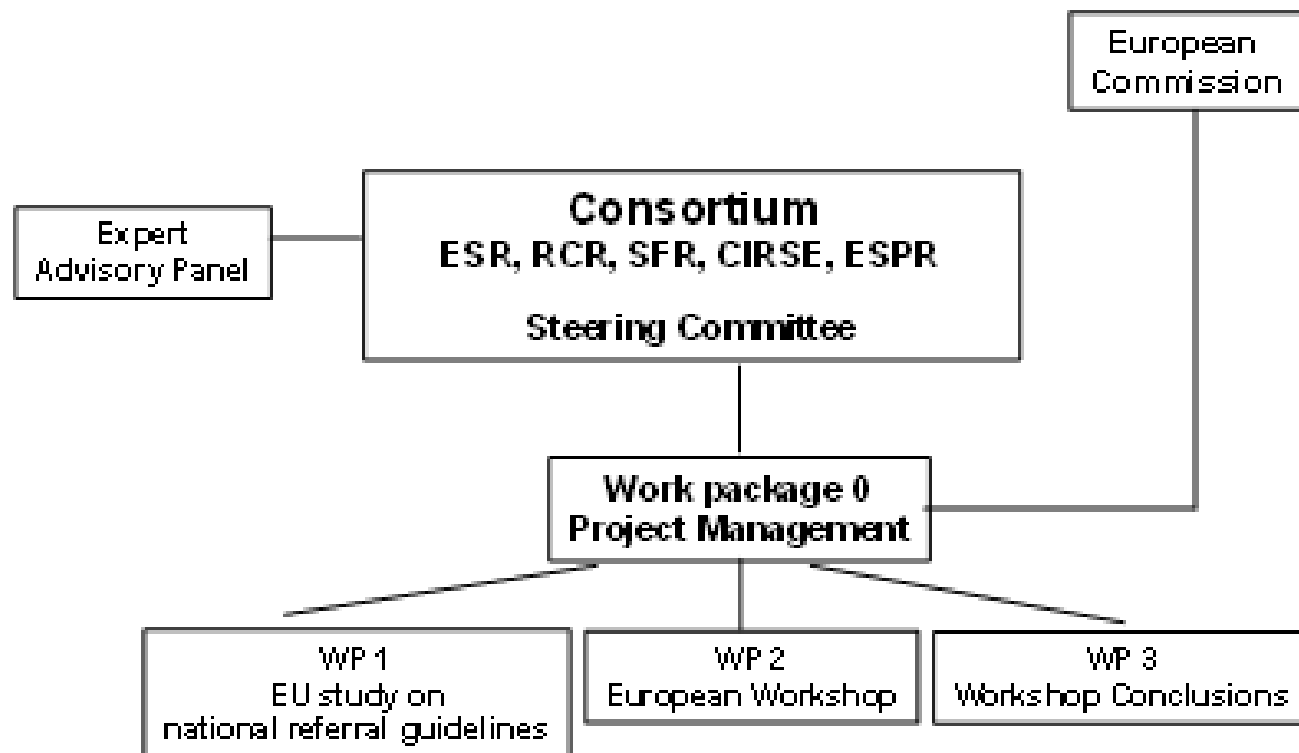 European
Commission
Consortium
ESR, RCR, SFR, CIRSE, ESPR
Steering Committee
Expert
Advisory Panel
Work package 0
Project Management
WP 1
EU study on
national referral guidelines
WP 2
European Workshop
WP 3
Workshop Conclusions